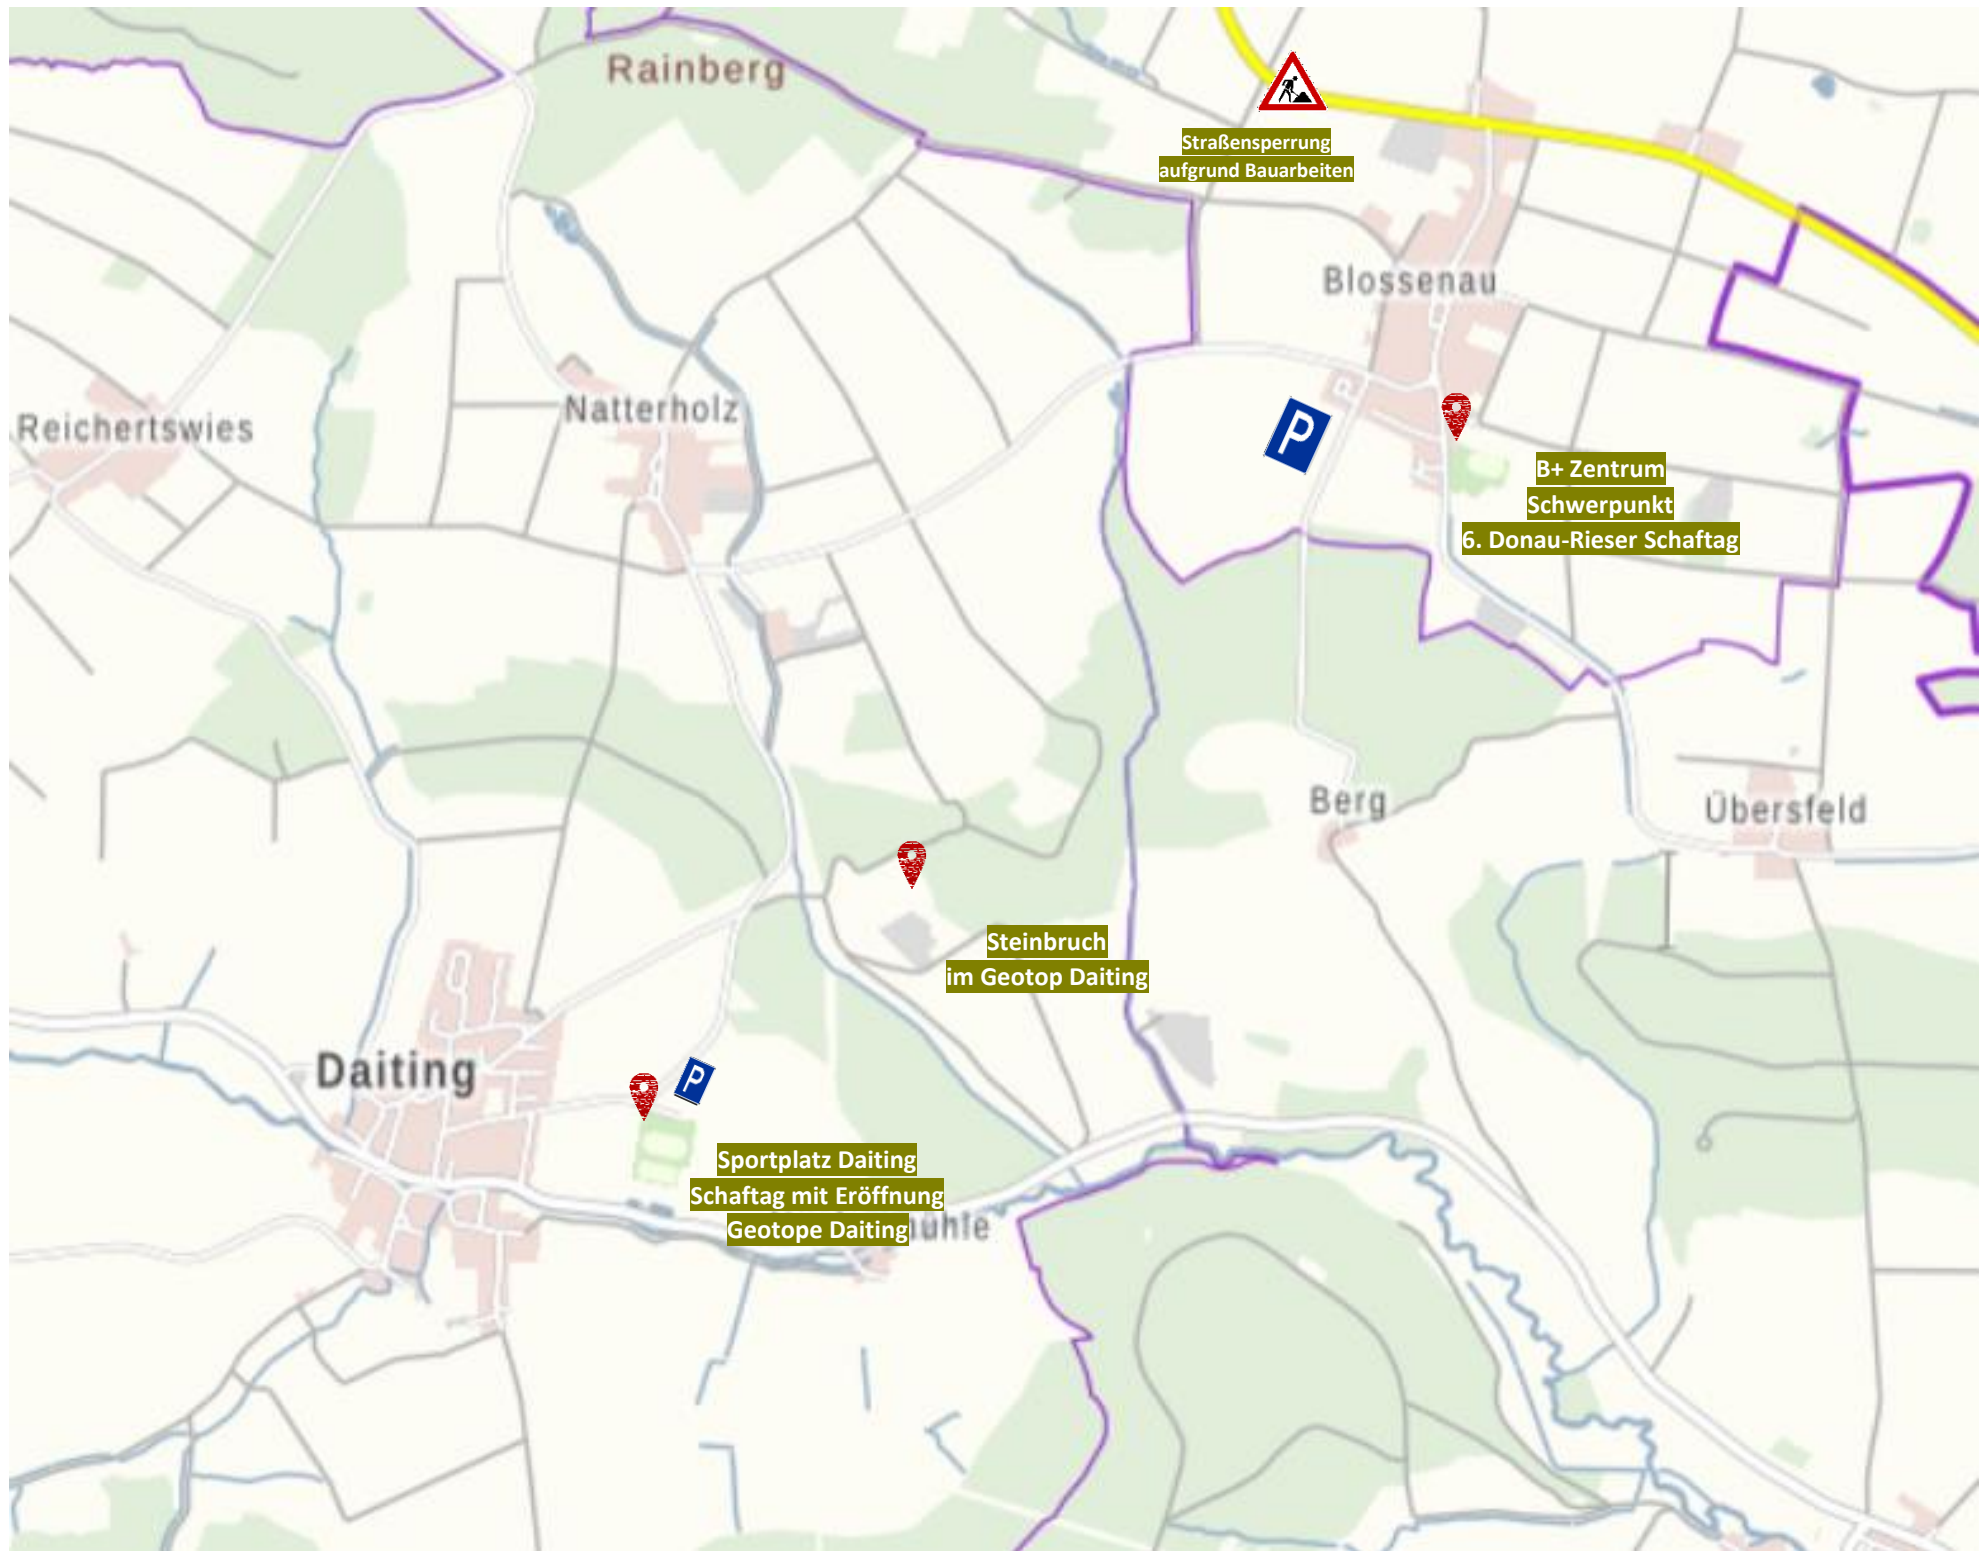 Rainberg
Straßensperrung
aufgrund Bauarbeiten
Blossenau
Natterholz
Reichertswies
P
B+ Zentrum
Schwerpunkt
6. Donau-Rieser Schaftag
Berg
Übersfeld
Steinbruch
im Geotop Daiting
Daiting
P
Sportplatz Daiting
Schaftag mit Eröffnung
Geotope Daiting